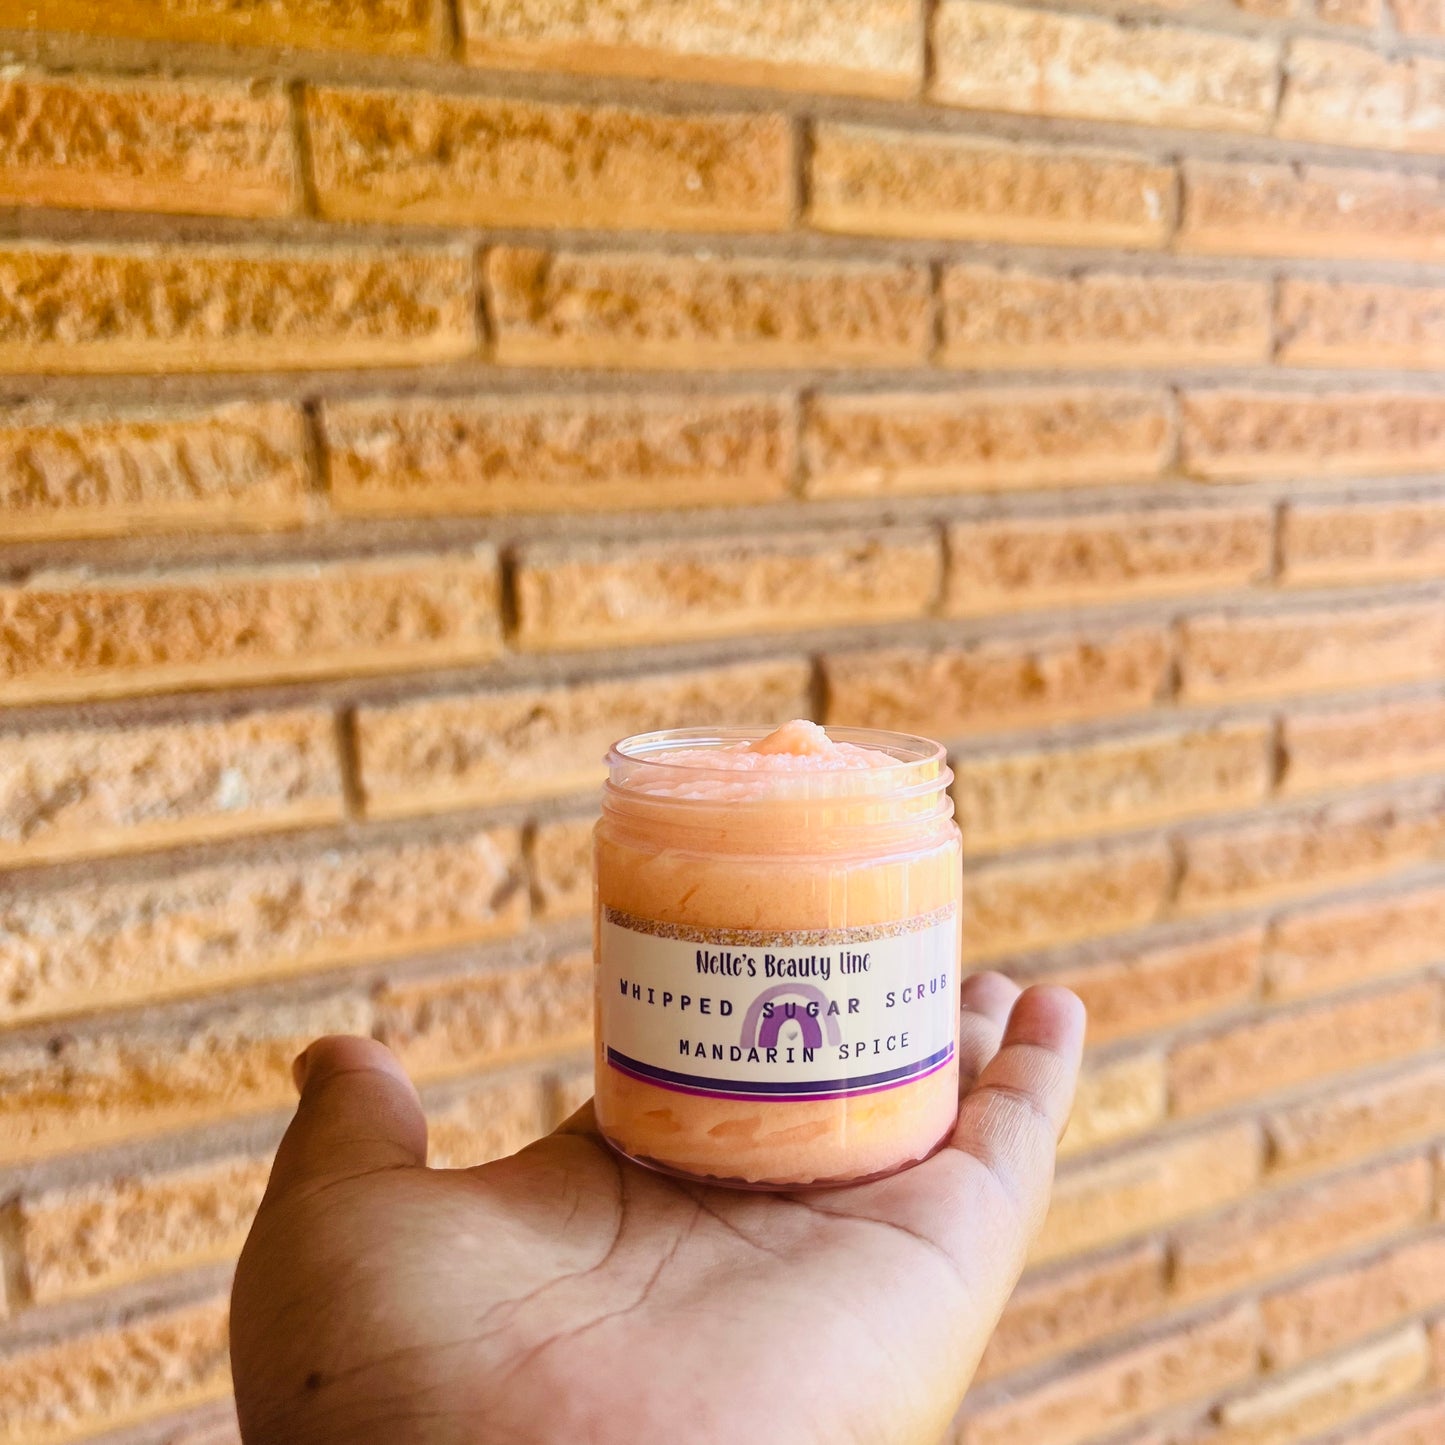 Nelle's Beauty line
WHIPPED SUGAR SCRUB
MANDARIN SPICE